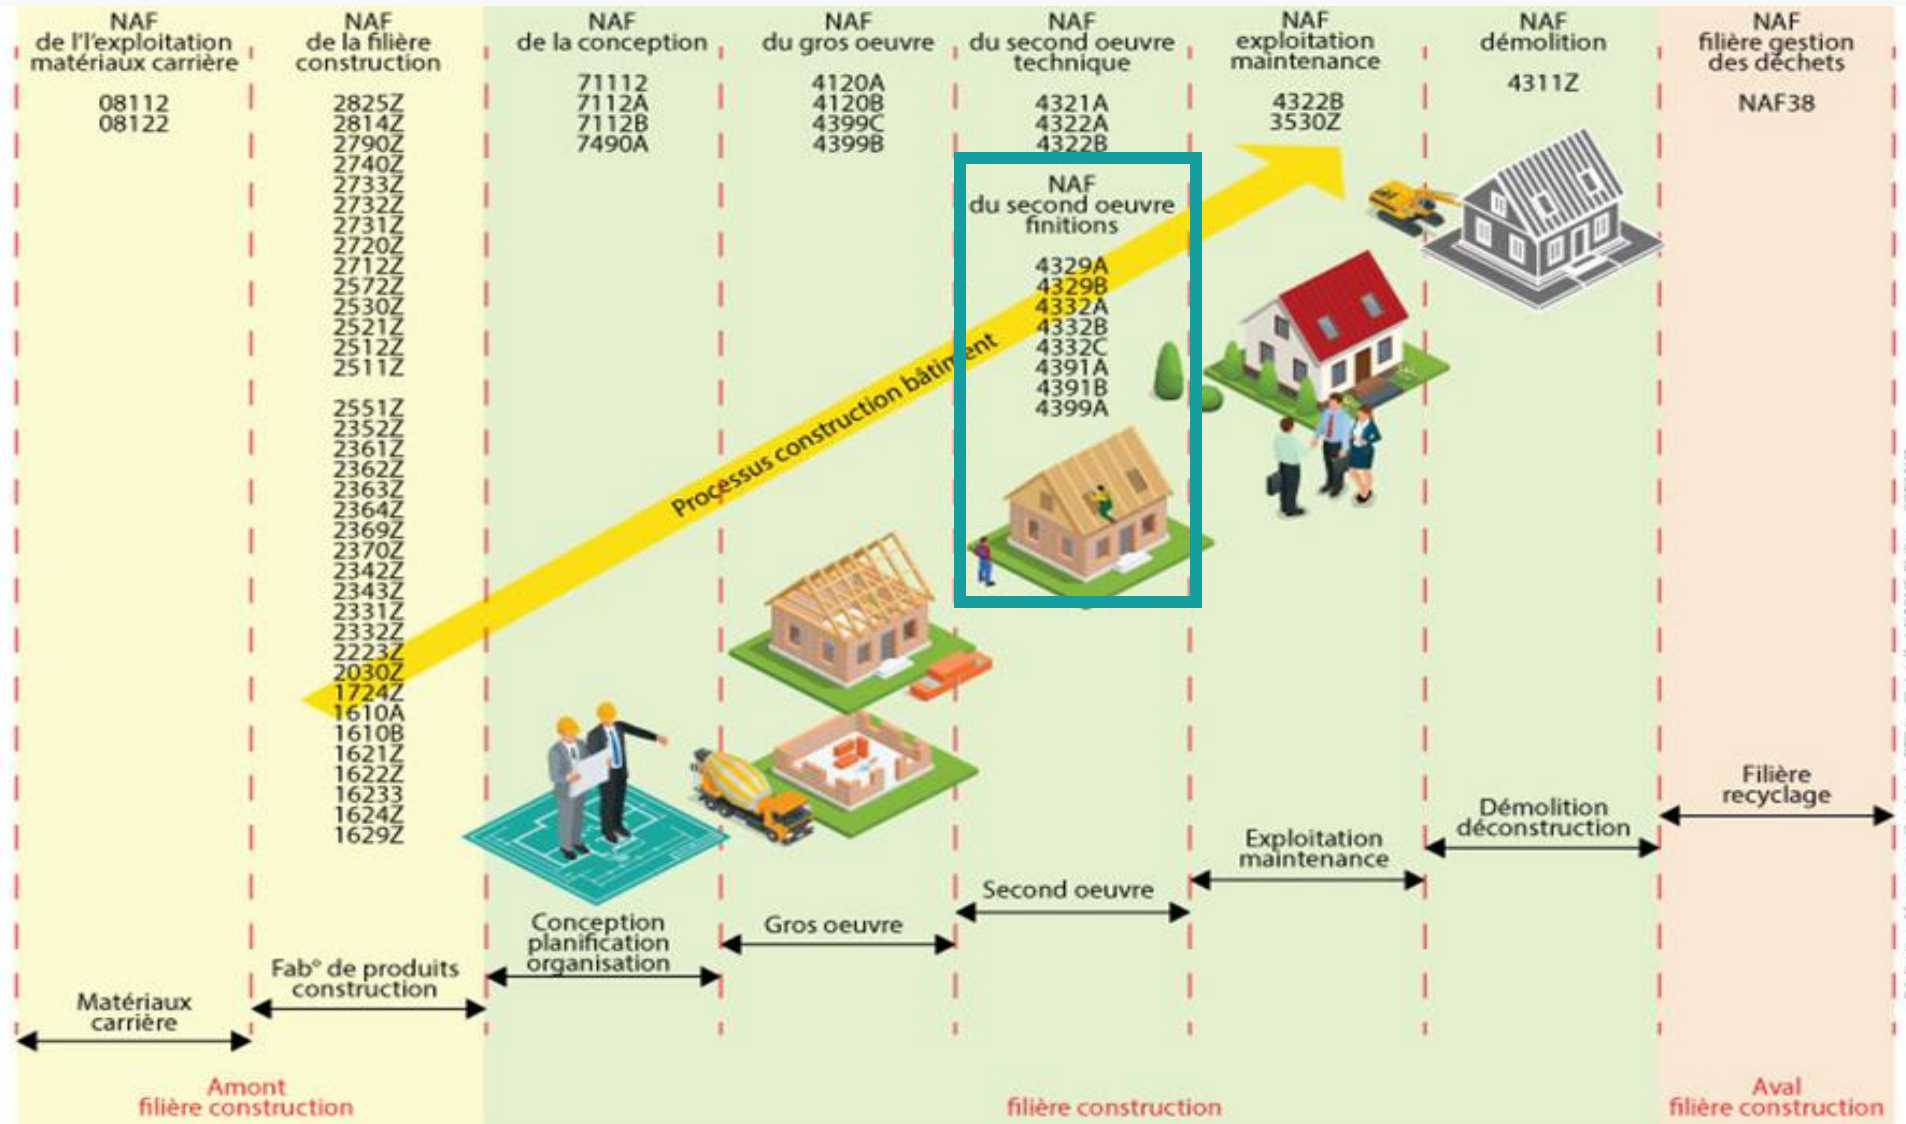 NAF
de l'l'exploitation
matériaux carrière
08112
08122
NAF
de la filière
construction
2825Z
2814Z
2790Z
2740Z
2733Z
2732Z
2731Z
2720Z
2712Z
2572Z
2530Z
2521Z
2512Z
2511Z
2551Z
2352Z
2361Z
2362Z
2363Z
2364Z
2369Z
2370Z
2342Z
2343Z
2331Z
2332Z
2223Z
2030Z
1724Z
1610A
1610B
1621Z
1622Z
16233
1624Z
1629Z
NAF
de la conception
71112
7112A
7112B
7490A
NAF
du gros oeuvre
4120A
4120B
4399C
4399B
NAF
du second oeuvre
technique
4321A
4322A
4322B
NAF
du second oeuvre
finitions
4329A
4329B
4332A
4332B
4332C
4391A
4391B
4399A
NAF
exploitation
maintenance
4322B
3530Z
NAF
démolition
4311Z
NAF
filière gestion
des déchets
NAF38
Processus construction bâtiment
Matériaux
carrière
Fab° de produits
construction
Conception
planification
organisation
Gros oeuvre
Second oeuvre
Exploitation
maintenance
Démolition
déconstruction
Filière
recyclage
Amont
filière construction
filière construction
Aval
filière construction